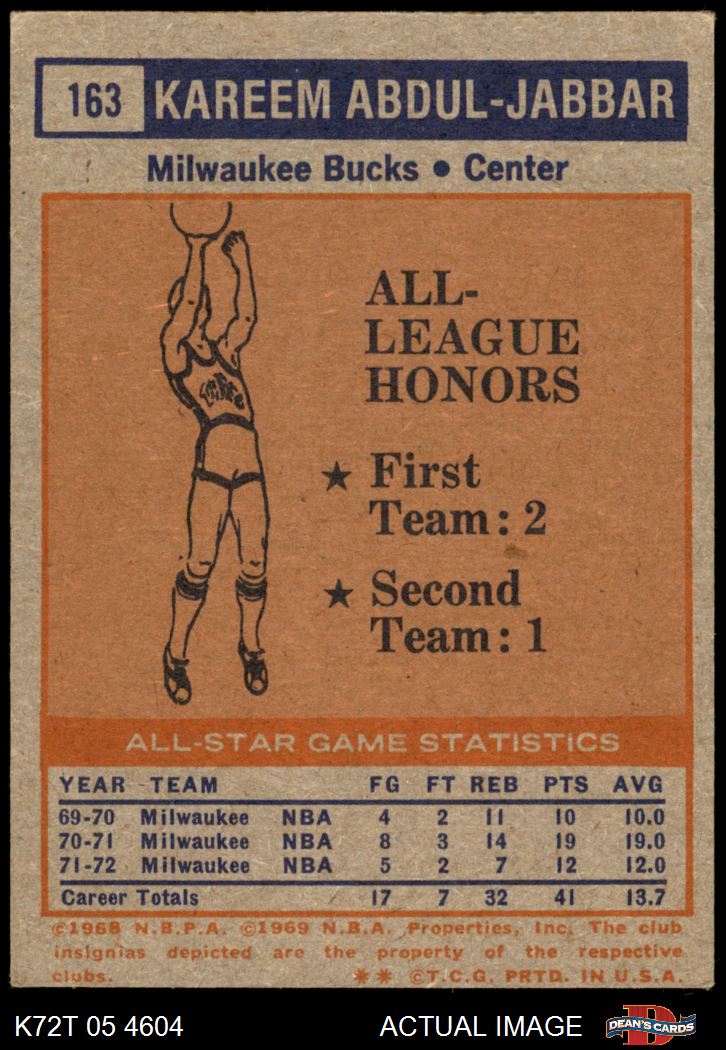 163 KAREEM ABDUL-JABBAR
Milwaukee Bucks • Center
ALL-
LEAGUE
HONORS
★ First
Team: 2
★ Second
Team: 1
ALL-STAR GAME STATISTICS
YEAR TEAM FG FT REB PTS AVG
69-70 Milwaukee NBA 4 2 11 10 10.0
70-71 Milwaukee NBA 8 3 14 19 19.0
71-72 Milwaukee NBA 5 2 7 12 12.0
Career Totals 17 7 32 41 13.7
©1968 N.B.P.A. ©1969 N.B.A. Properties, Inc. The club
insignias depicted are the property of the respective
clubs. ** ©T.C.G. PRTD. IN U.S.A.
K72T 05 4604 ACTUAL IMAGE D DEAN'S CARDS